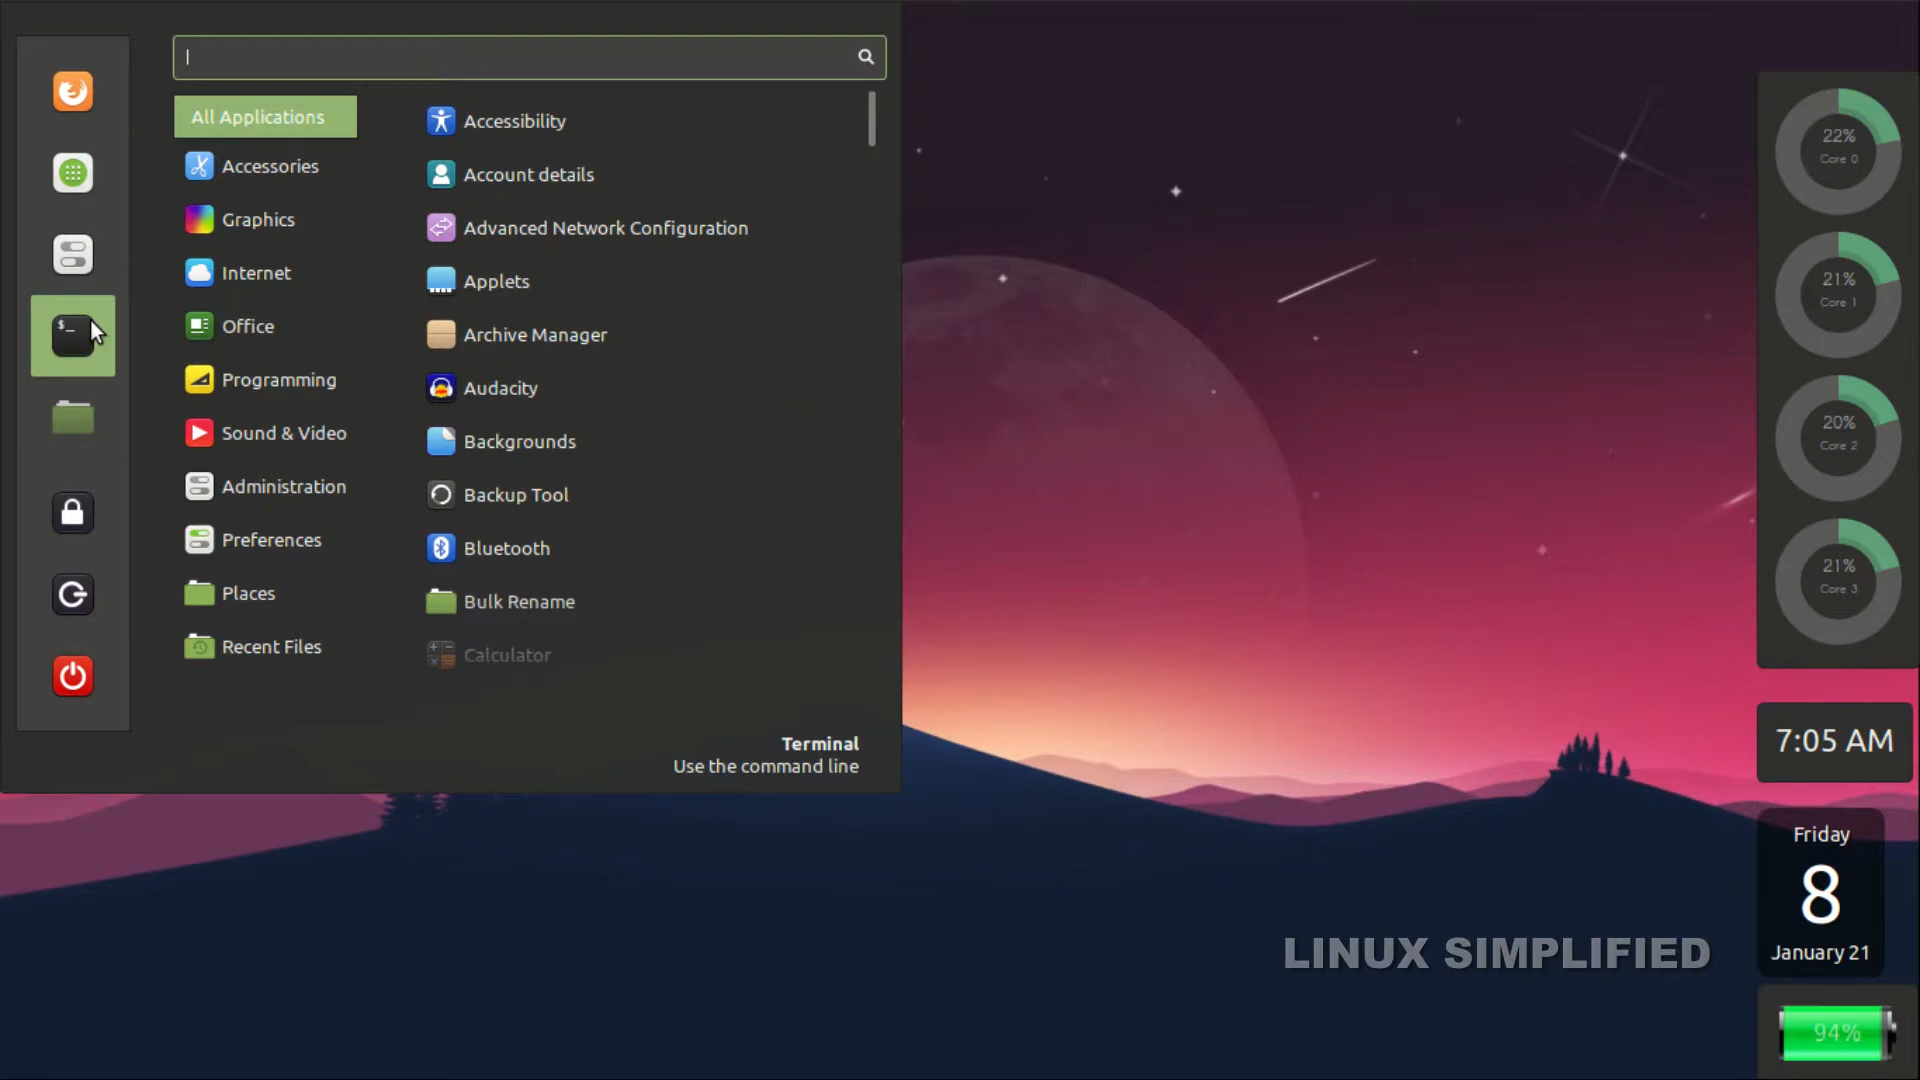 All Applications
Accessories
Graphics
Internet
Office
Programming
Sound & Video
Administration
Preferences
Places
Recent Files
Accessibility
Account details
Advanced Network Configuration
Applets
Archive Manager
Audacity
Backgrounds
Backup Tool
Bluetooth
Bulk Rename
Calculator
Terminal
Use the command line
$_
22%
Core 0
21%
Core 1
20%
Core 2
21%
Core 3
7:05 AM
Friday
8
January 21
94%
LINUX SIMPLIFIED